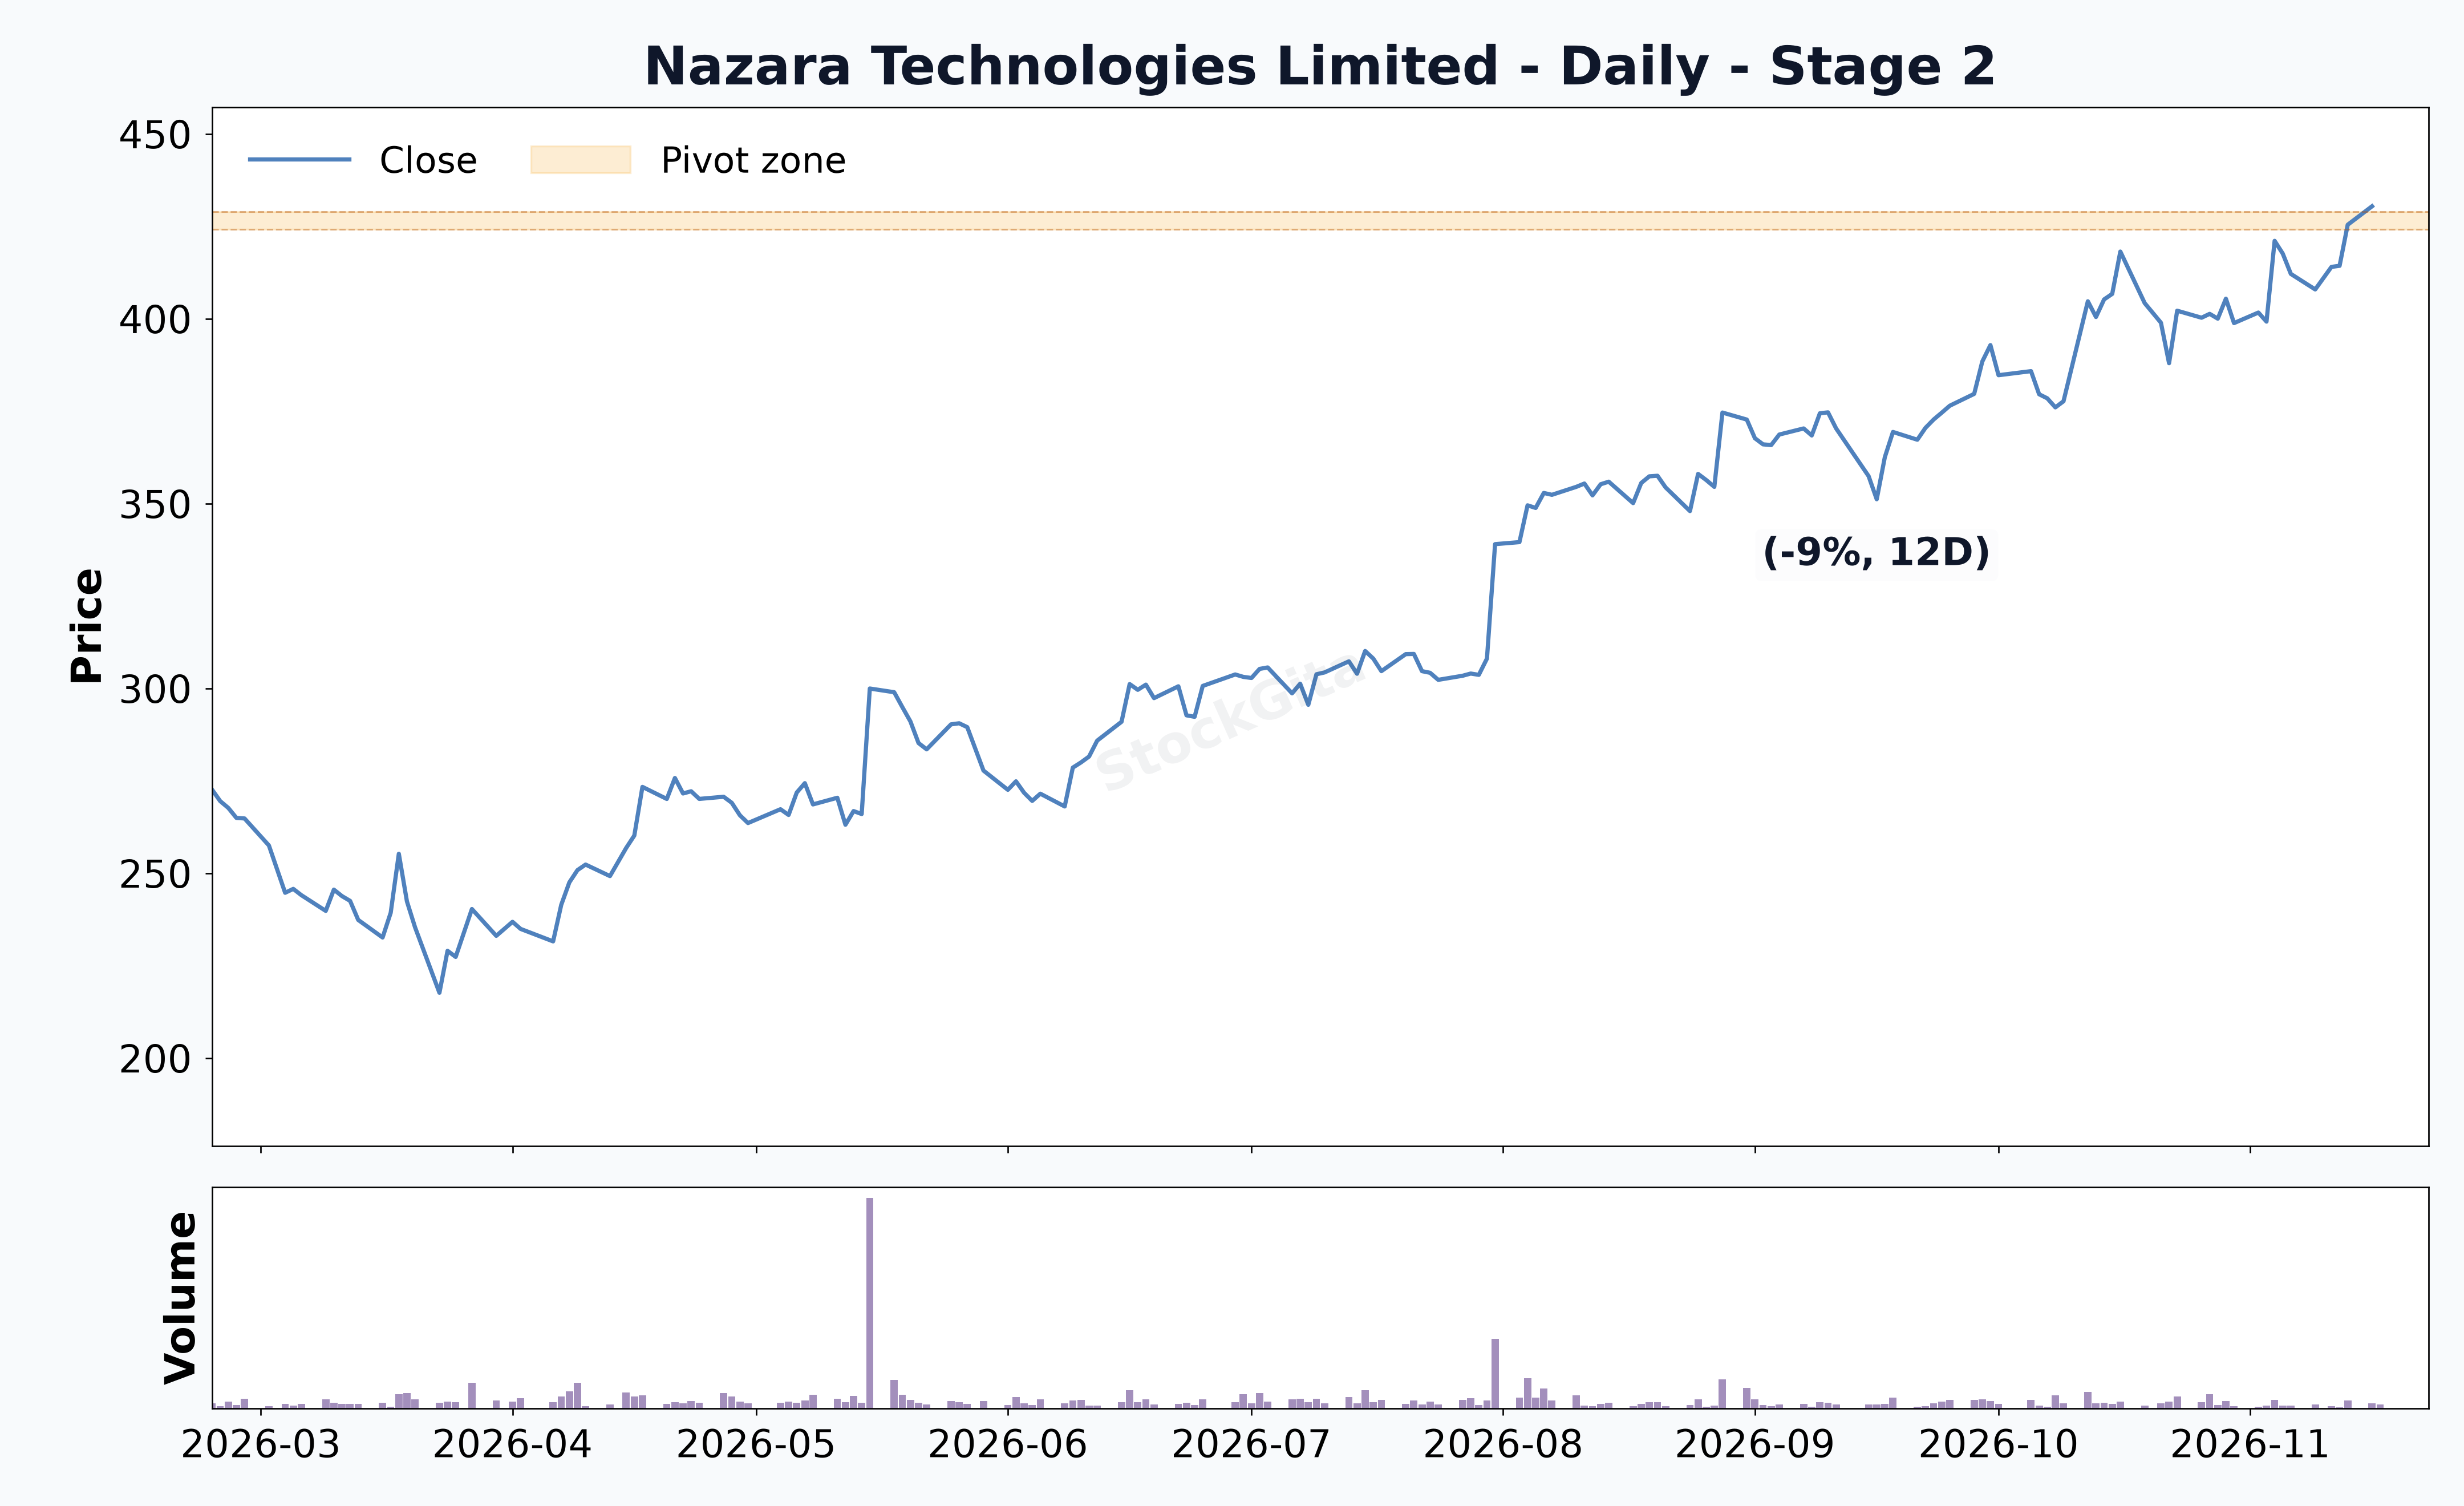 Nazara Technologies Limited - Daily - Stage 2
Close
Pivot zone
450
400
350
300
250
200
Price
(-9%, 12D)
StockGita
Volume
2026-03
2026-04
2026-05
2026-06
2026-07
2026-08
2026-09
2026-10
2026-11